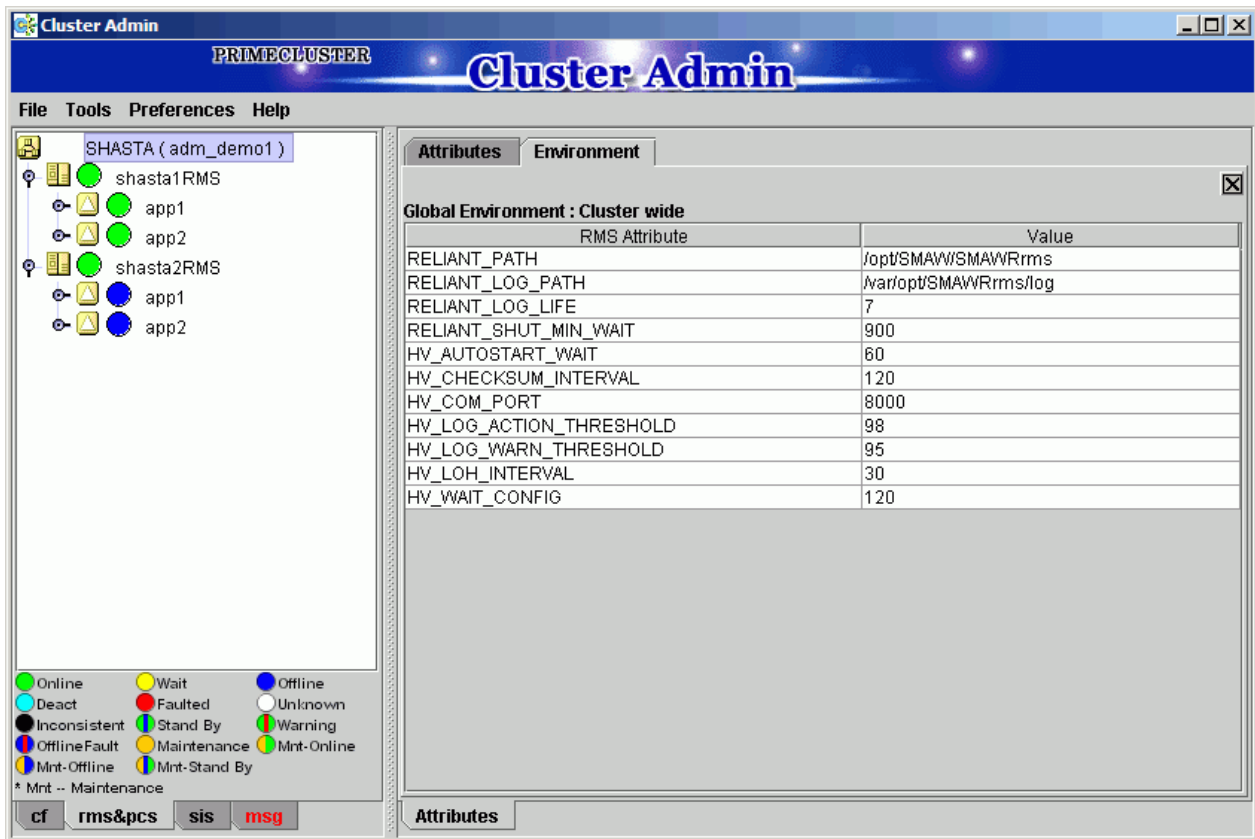 Cluster Admin
PRIMECLUSTER
Cluster Admin
File Tools Preferences Help
SHASTA ( adm_demo1 )
shasta1RMS
app1
app2
shasta2RMS
app1
app2
Online Wait Offline
Deact Faulted Unknown
Inconsistent Stand By Warning
OfflineFault Maintenance Mnt-Online
Mnt-Offline Mnt-Stand By
* Mnt -- Maintenance
cf rms&pcs sis msg
Attributes Environment
Global Environment : Cluster wide
RMS Attribute Value
RELIANT_PATH /opt/SMAW/SMAWRrms
RELIANT_LOG_PATH /var/opt/SMAWRrms/log
RELIANT_LOG_LIFE 7
RELIANT_SHUT_MIN_WAIT 900
HV_AUTOSTART_WAIT 60
HV_CHECKSUM_INTERVAL 120
HV_COM_PORT 8000
HV_LOG_ACTION_THRESHOLD 98
HV_LOG_WARN_THRESHOLD 95
HV_LOH_INTERVAL 30
HV_WAIT_CONFIG 120
Attributes